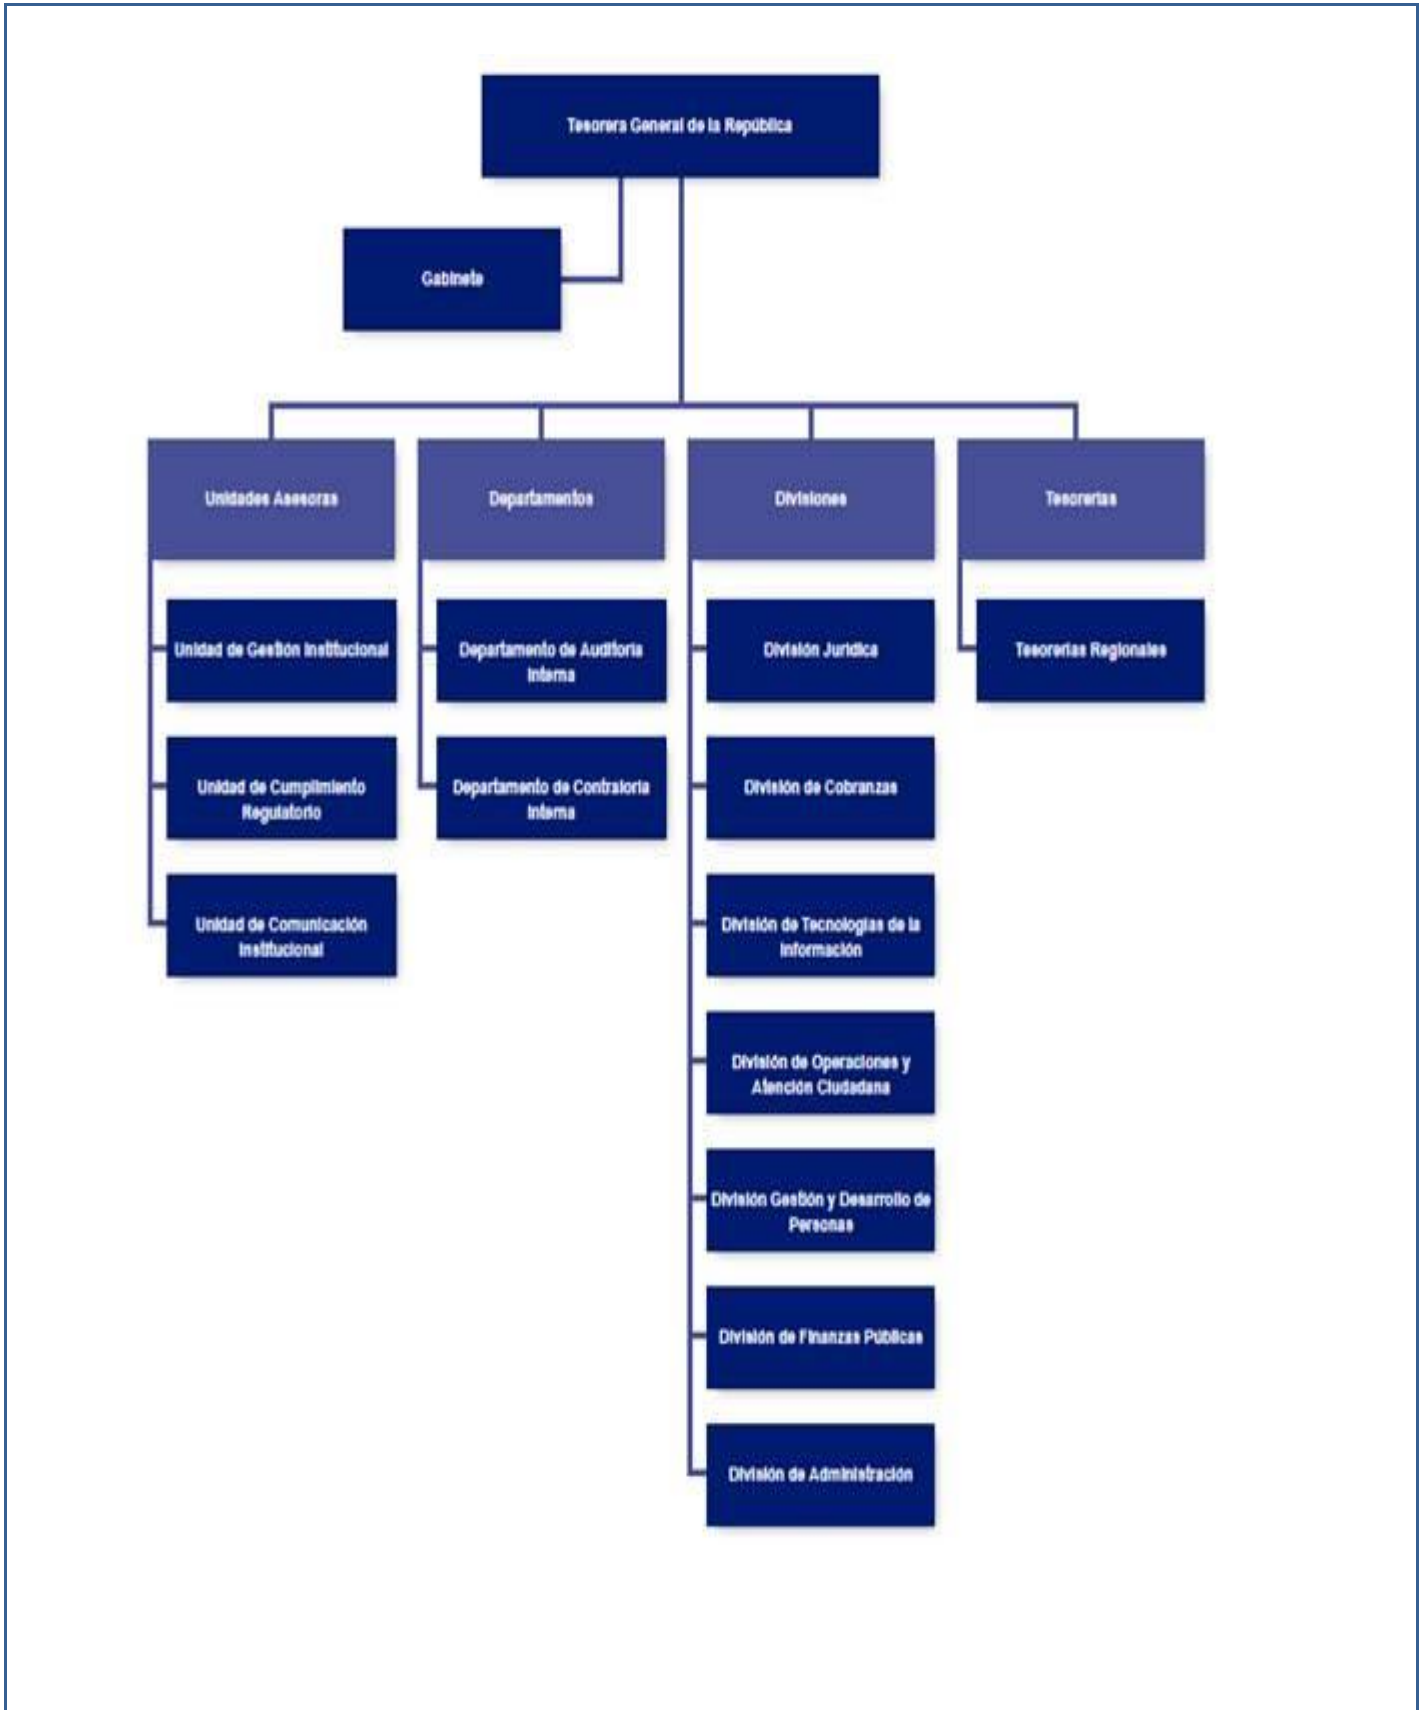 Tesorera General de la República
Gabinete
Unidades Asesoras
Departamentos
Divisiones
Tesorerías
Unidad de Gestión Institucional
Departamento de Auditoría
Interna
División Jurídica
Tesorerías Regionales
Unidad de Cumplimiento
Regulatorio
Departamento de Contraloría
Interna
División de Cobranzas
Unidad de Comunicación
Institucional
División de Tecnologías de la
Información
División de Operaciones y
Atención Ciudadana
División Gestión y Desarrollo de
Personas
División de Finanzas Públicas
División de Administración